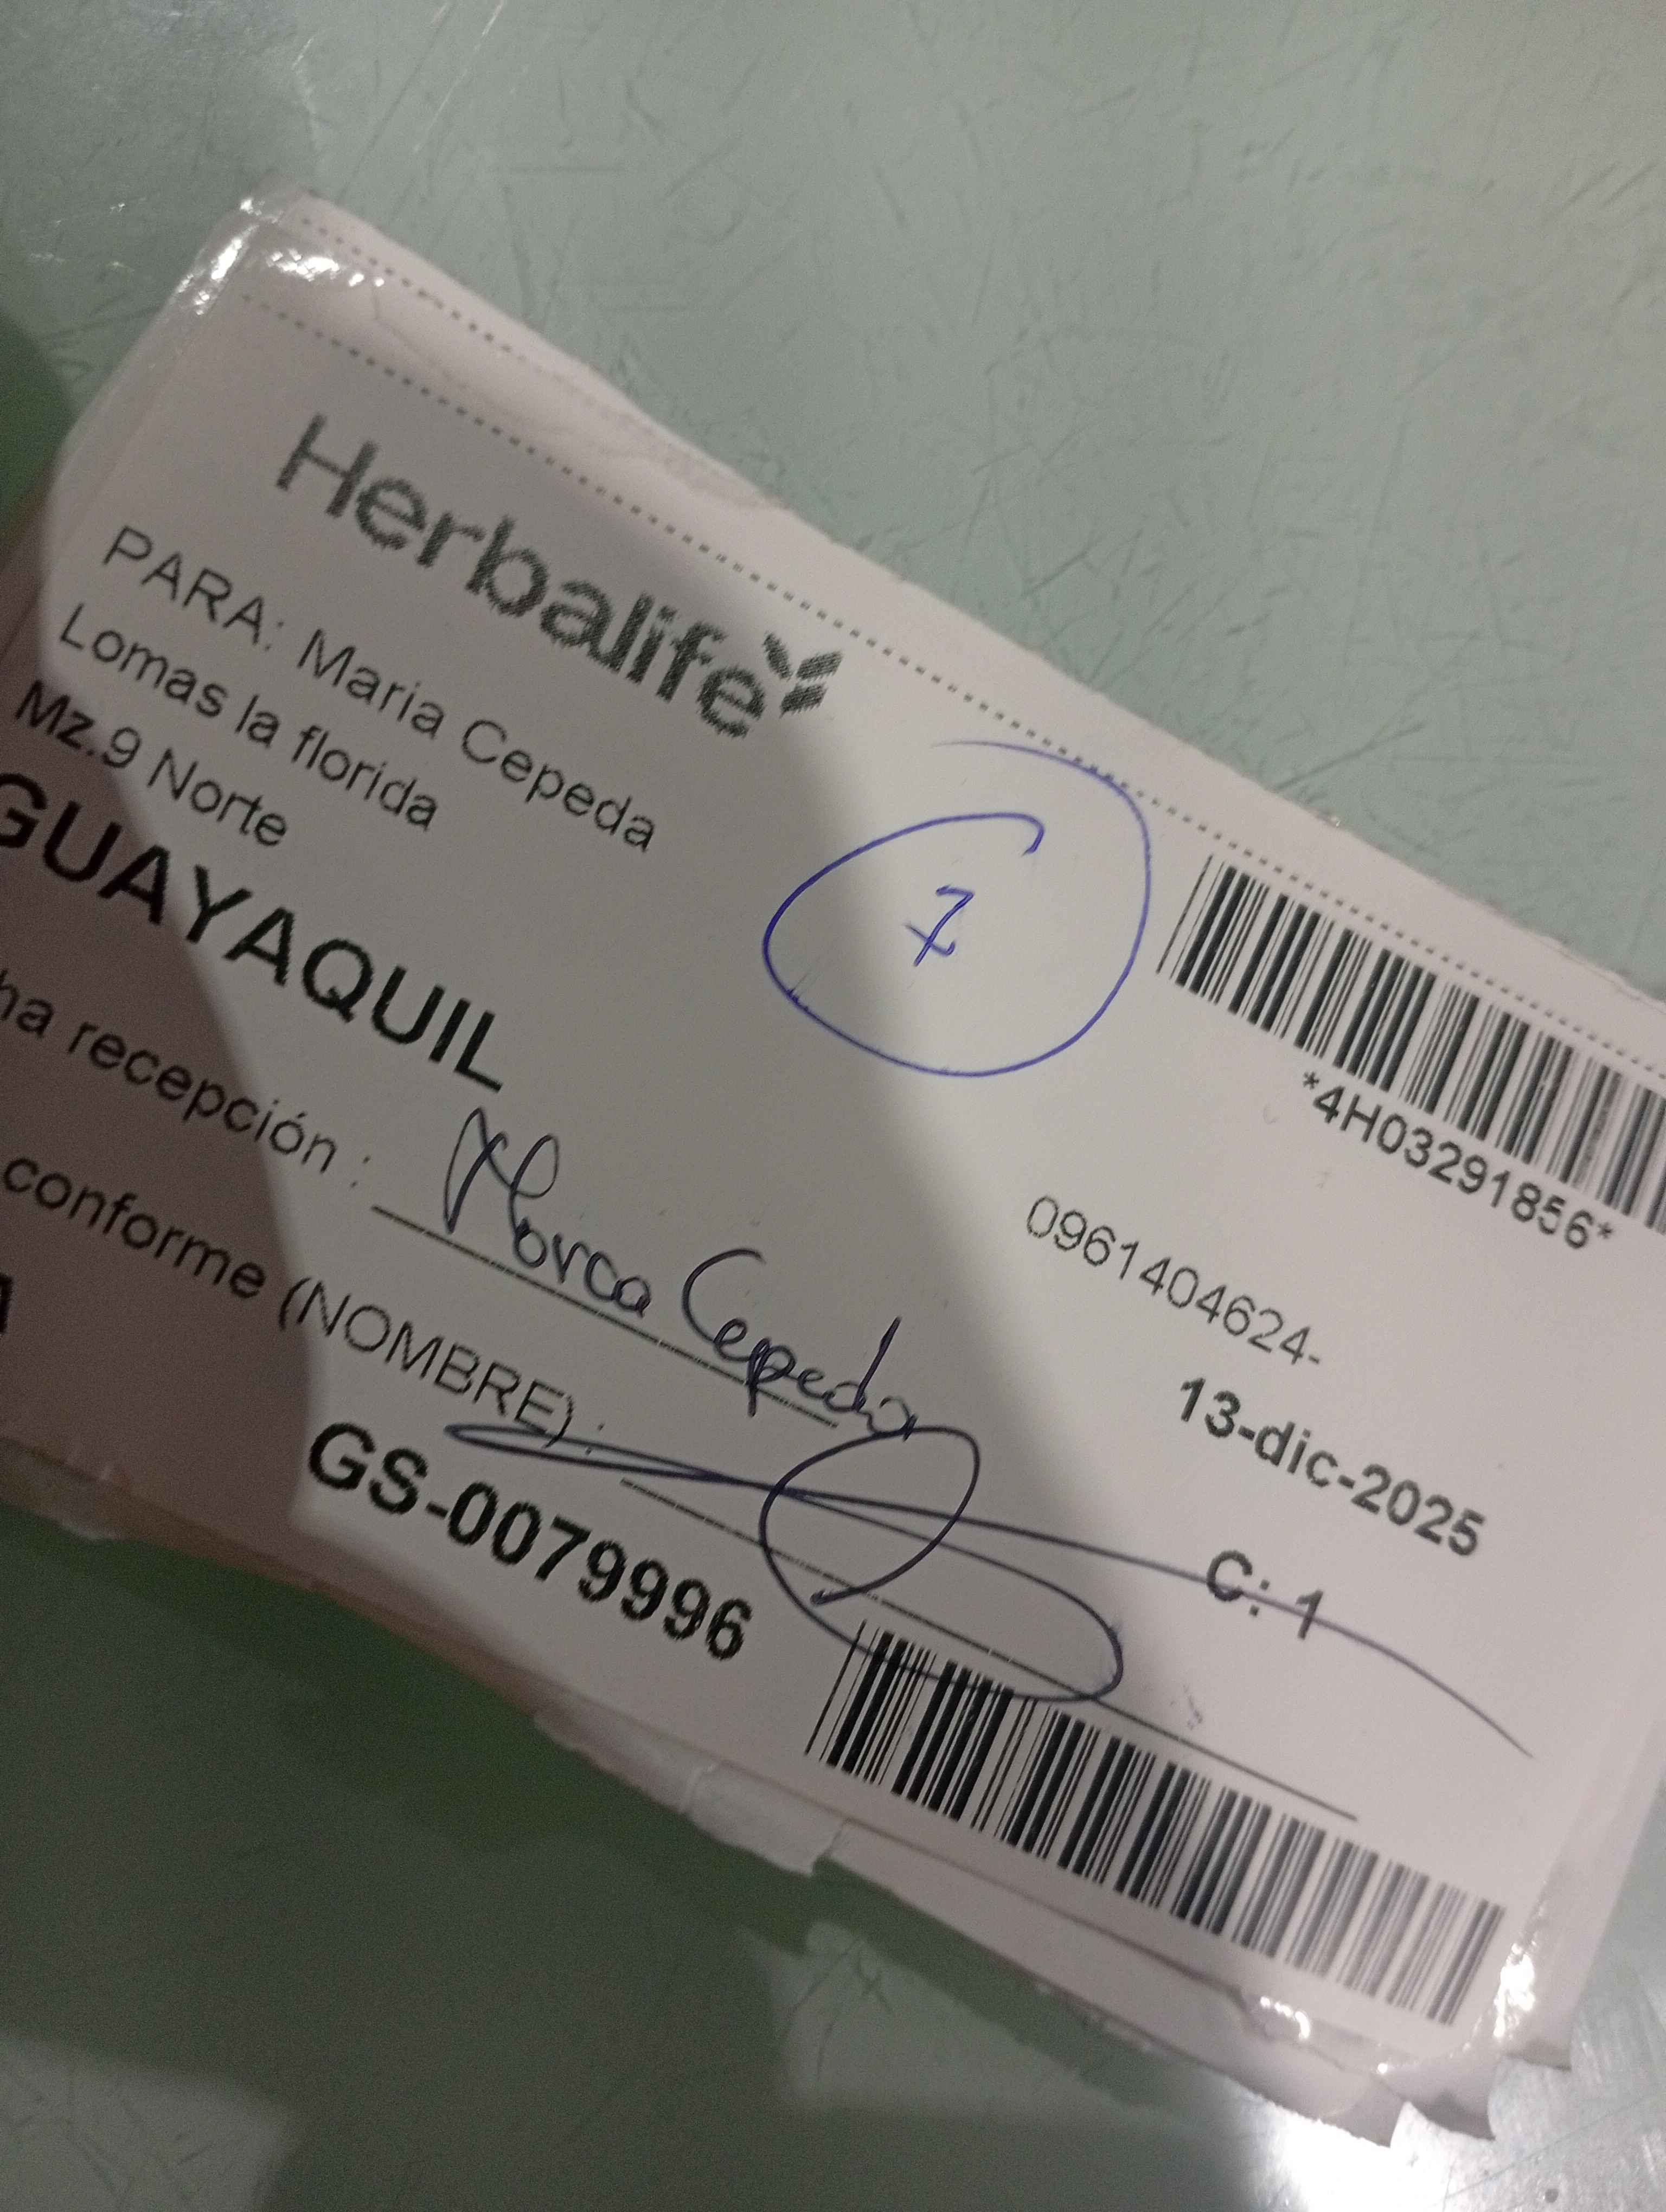 Herbalife
PARA: Maria Cepeda
Lomas la florida
Mz.9 Norte
GUAYAQUIL
7
*4H03291856*
0961404624-
13-dic-2025
C: 1
ha recepción :
Cepeda
conforme (NOMBRE) :
GS-0079996